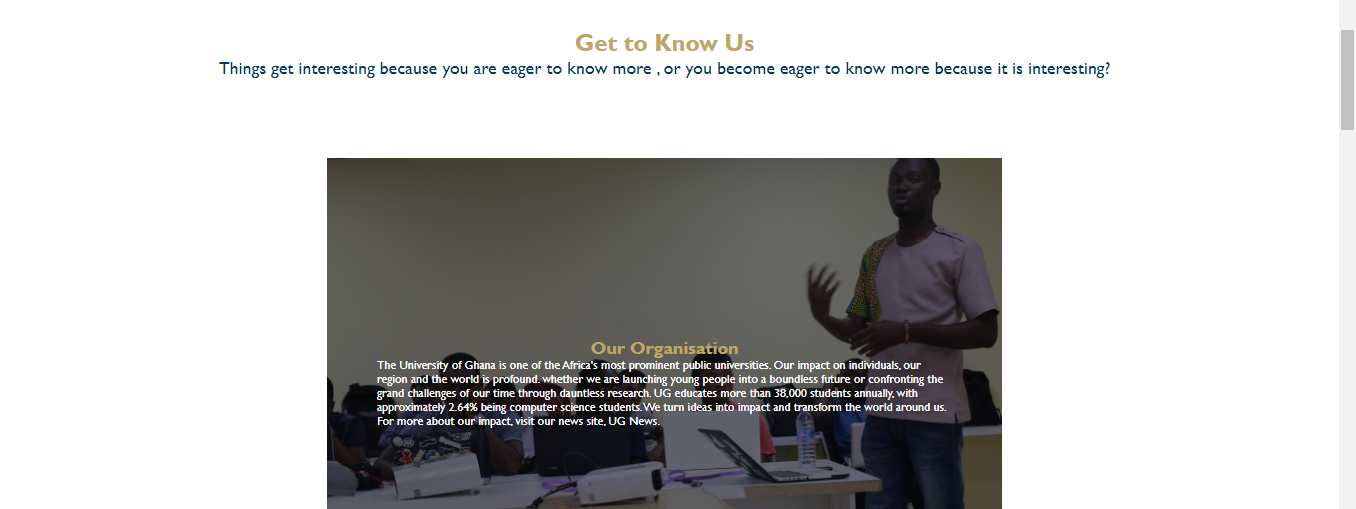 Get to Know Us
Things get interesting because you are eager to know more , or you become eager to know more because it is interesting?
Our Organisation
The University of Ghana is one of the Africa's most prominent public universities. Our impact on individuals, our
region and the world is profound. whether we are launching young people into a boundless future or confronting the
grand challenges of our time through dauntless research. UG educates more than 38,000 students annually, with
approximately 2.64% being computer science students. We turn ideas into impact and transform the world around us.
For more about our impact, visit our news site, UG News.